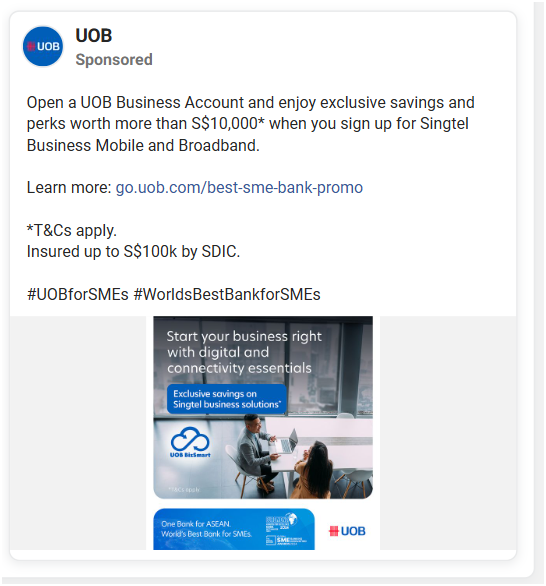 UOB
UOB
Sponsored
Open a UOB Business Account and enjoy exclusive savings and
perks worth more than S$10,000* when you sign up for Singtel
Business Mobile and Broadband.
Learn more: go.uob.com/best-sme-bank-promo
*T&Cs apply.
Insured up to S$100k by SDIC.
#UOBforSMEs #WorldsBestBankforSMEs
Start your business right
with digital and
connectivity essentials
Exclusive savings on
Singtel business solutions*
UOB BizSmart
One Bank for ASEAN.
World's Best Bank for SMEs.
SME
UOB